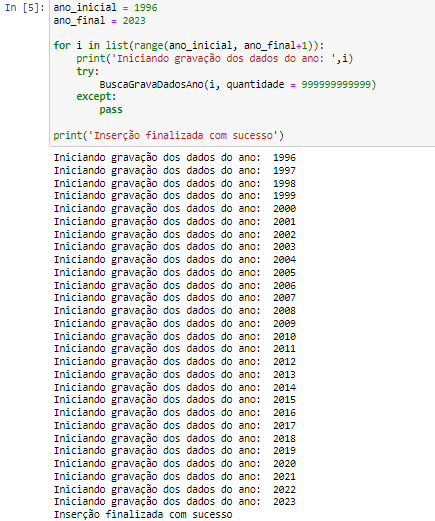 In [5]: ano_inicial = 1996
ano_final = 2023
for i in list(range(ano_inicial, ano_final+1)):
    print('Iniciando gravação dos dados do ano: ',i)
    try:
        BuscaGravaDadosAno(i, quantidade = 999999999999)
    except:
        pass
print('Inserção finalizada com sucesso')
Iniciando gravação dos dados do ano:  1996
Iniciando gravação dos dados do ano:  1997
Iniciando gravação dos dados do ano:  1998
Iniciando gravação dos dados do ano:  1999
Iniciando gravação dos dados do ano:  2000
Iniciando gravação dos dados do ano:  2001
Iniciando gravação dos dados do ano:  2002
Iniciando gravação dos dados do ano:  2003
Iniciando gravação dos dados do ano:  2004
Iniciando gravação dos dados do ano:  2005
Iniciando gravação dos dados do ano:  2006
Iniciando gravação dos dados do ano:  2007
Iniciando gravação dos dados do ano:  2008
Iniciando gravação dos dados do ano:  2009
Iniciando gravação dos dados do ano:  2010
Iniciando gravação dos dados do ano:  2011
Iniciando gravação dos dados do ano:  2012
Iniciando gravação dos dados do ano:  2013
Iniciando gravação dos dados do ano:  2014
Iniciando gravação dos dados do ano:  2015
Iniciando gravação dos dados do ano:  2016
Iniciando gravação dos dados do ano:  2017
Iniciando gravação dos dados do ano:  2018
Iniciando gravação dos dados do ano:  2019
Iniciando gravação dos dados do ano:  2020
Iniciando gravação dos dados do ano:  2021
Iniciando gravação dos dados do ano:  2022
Iniciando gravação dos dados do ano:  2023
Inserção finalizada com sucesso